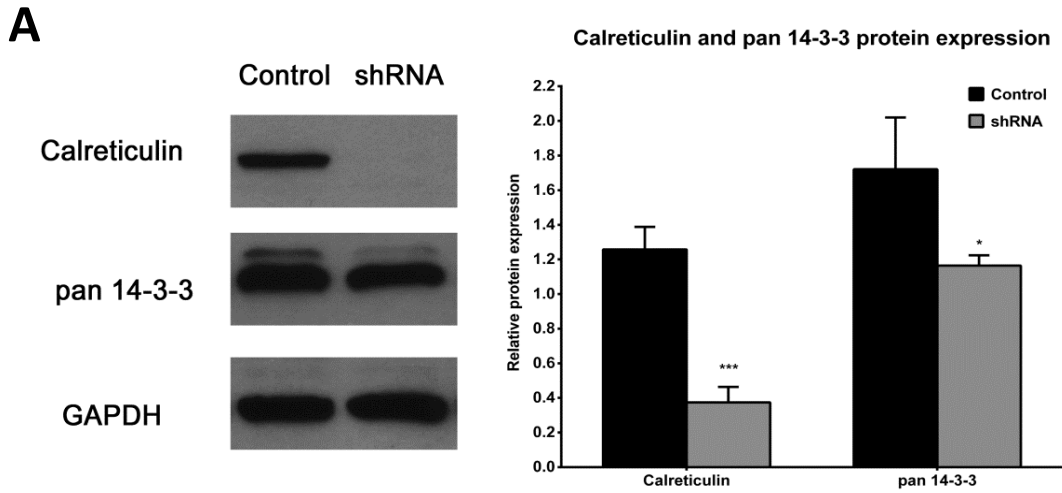 A
Control shRNA
Calreticulin
pan 14-3-3
GAPDH
Calreticulin and pan 14-3-3 protein expression
Relative protein expression
2.2
2.0
1.8
1.6
1.4
1.2
1.0
0.8
0.6
0.4
0.2
0.0
Control
shRNA
***
*
Calreticulin pan 14-3-3